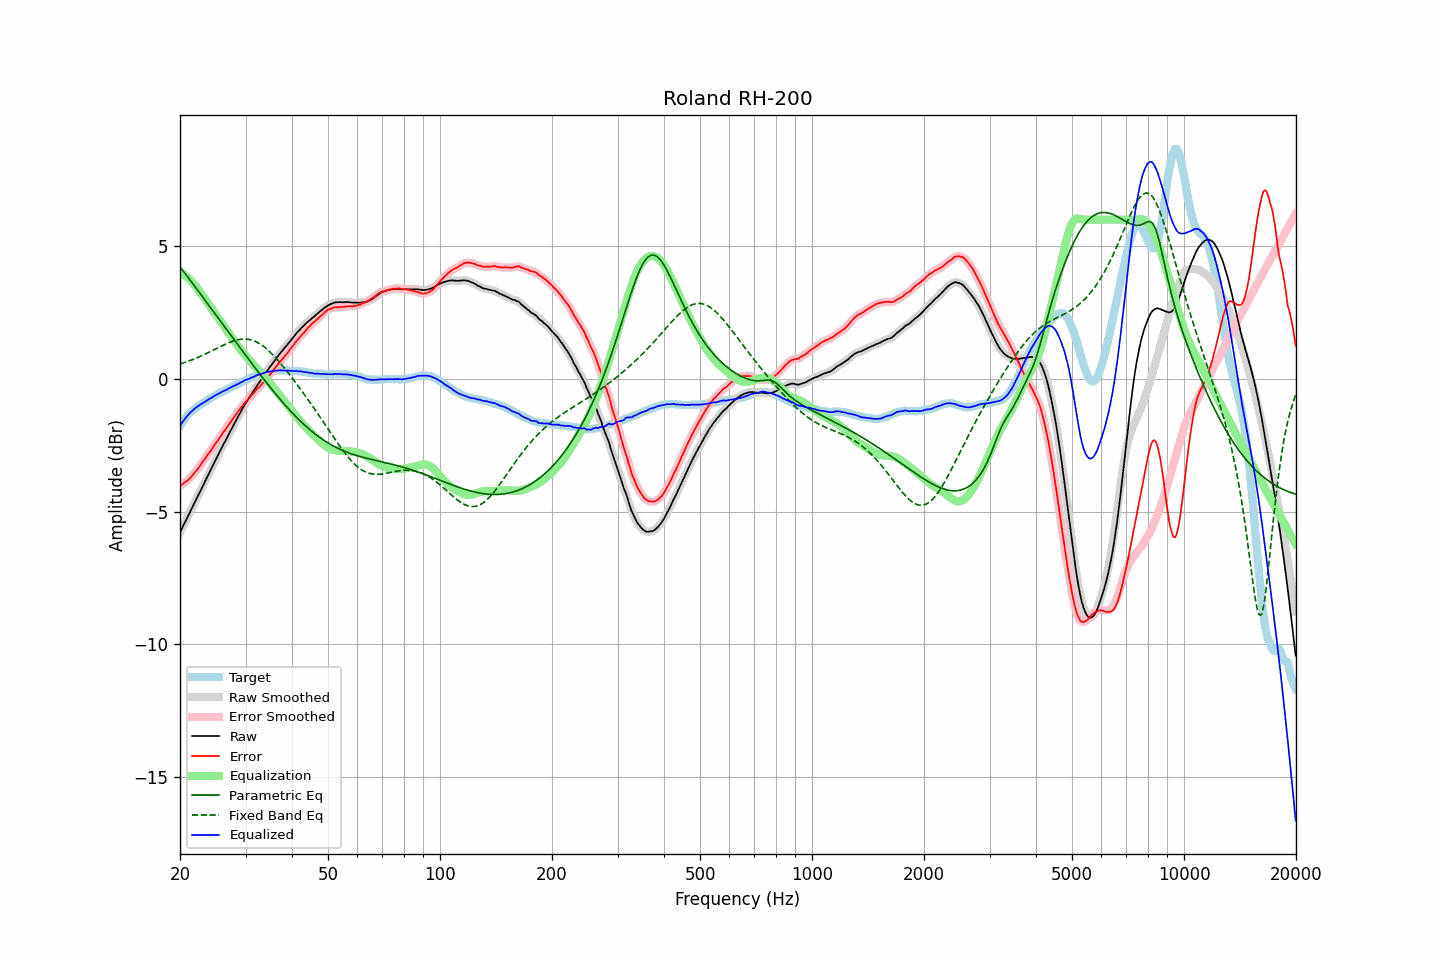 Roland RH-200
Amplitude (dBr)
5
0
−5
−10
−15
Target
Raw Smoothed
Error Smoothed
Raw
Error
Equalization
Parametric Eq
Fixed Band Eq
Equalized
20 50 100 200 500 1000 2000 5000 10000 20000
Frequency (Hz)